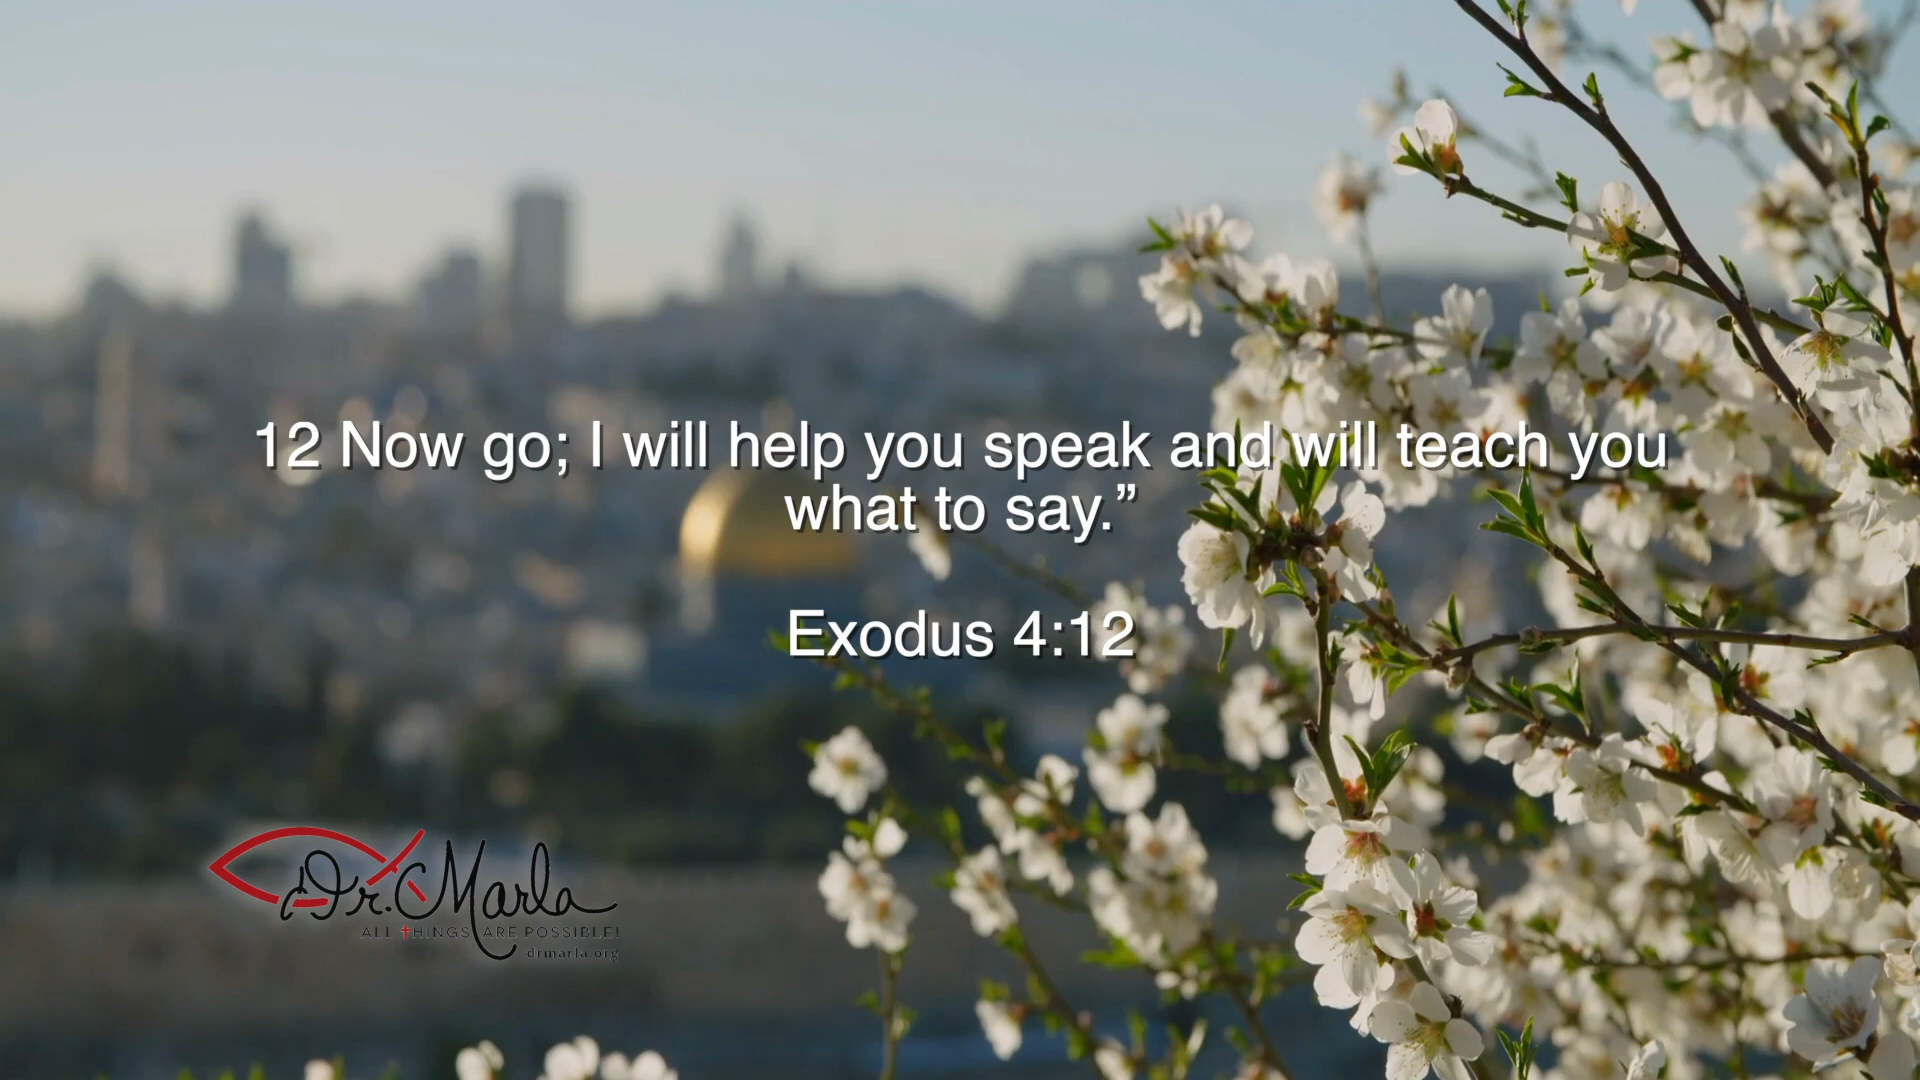 12 Now go; I will help you speak and will teach you
what to say.”
Exodus 4:12
Dr. Marla
ALL THINGS ARE POSSIBLE!
drmarla.org